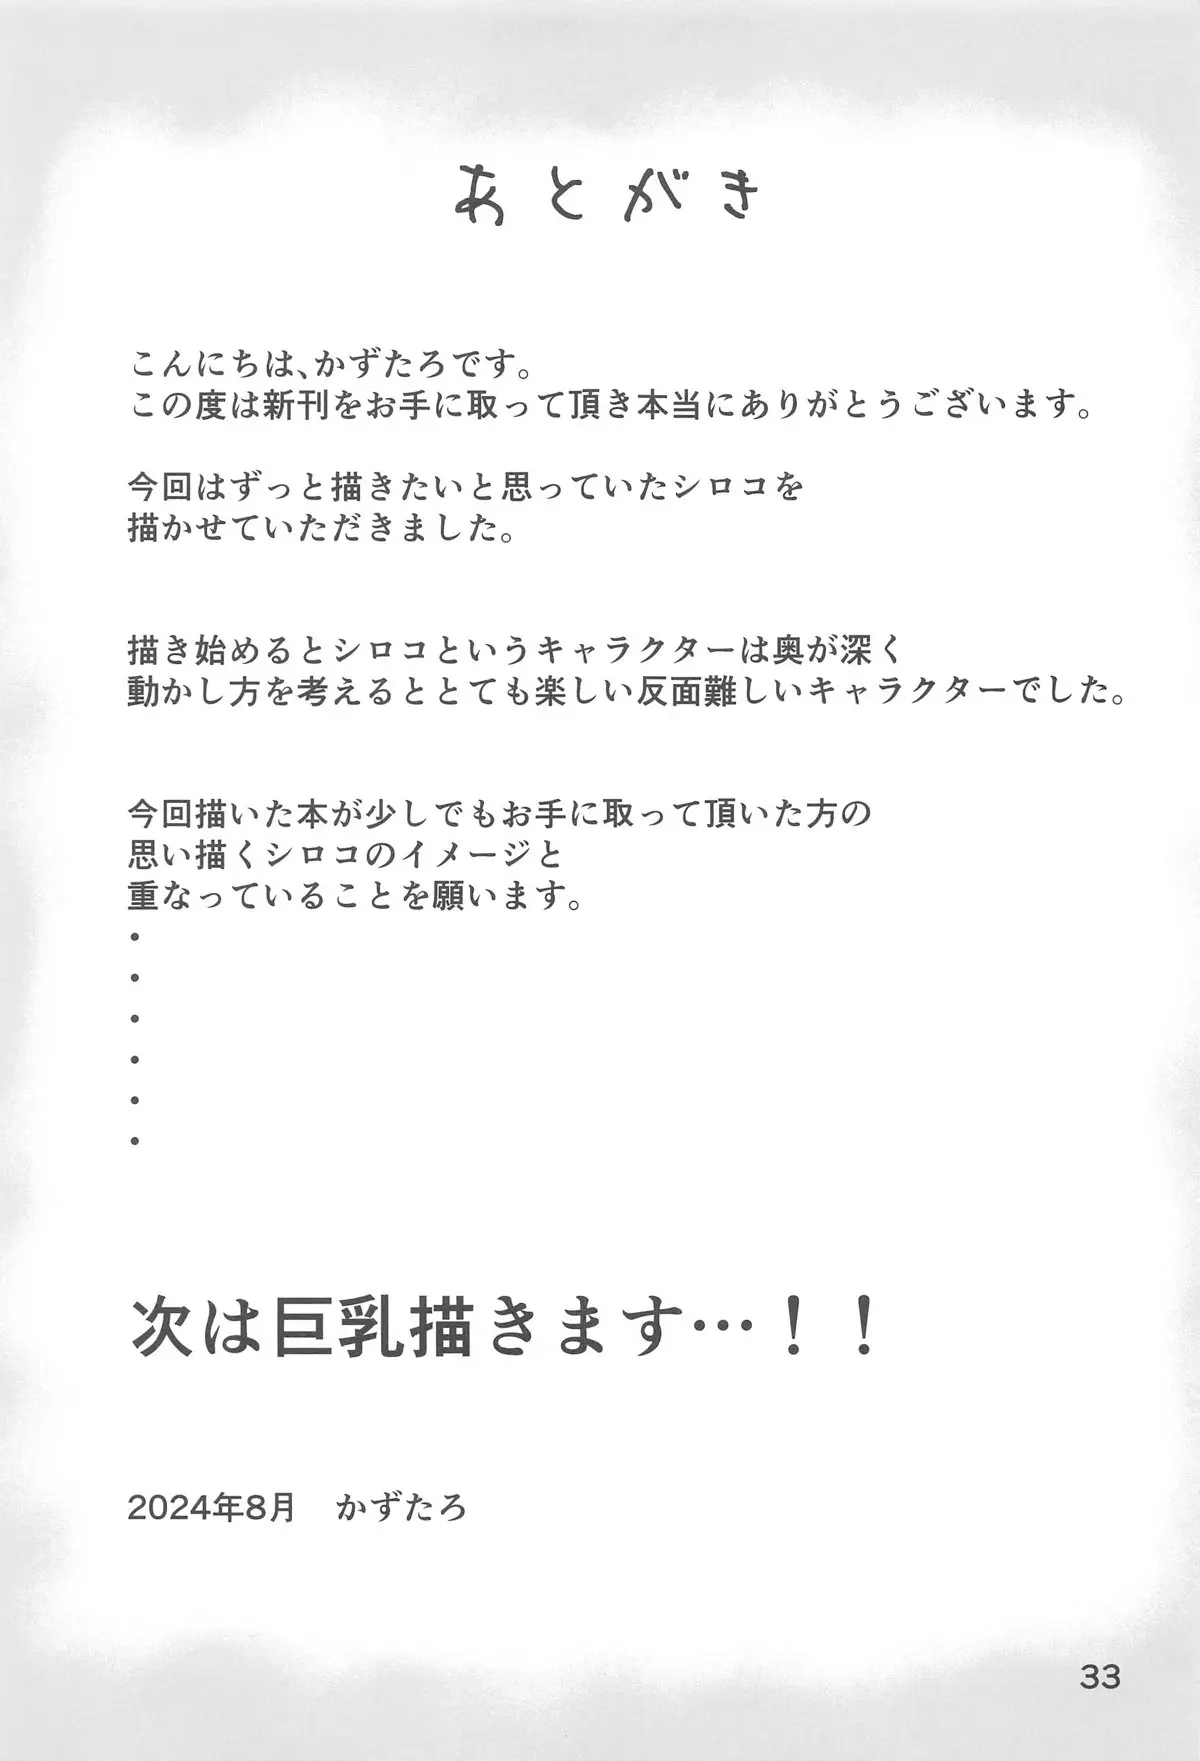 あとがき
こんにちは、かずたろです。
この度は新刊をお手に取って頂き本当にありがとうございます。
今回はずっと描きたいと思っていたシロコを
描かせていただきました。
描き始めるとシロコというキャラクターは奥が深く
動かし方を考えるととても楽しい反面難しいキャラクターでした。
今回描いた本が少しでもお手に取って頂いた方の
思い描くシロコのイメージと
重なっていることを願います。
・
・
・
・
・
・
次は巨乳描きます…！！
2024年8月　かずたろ
33